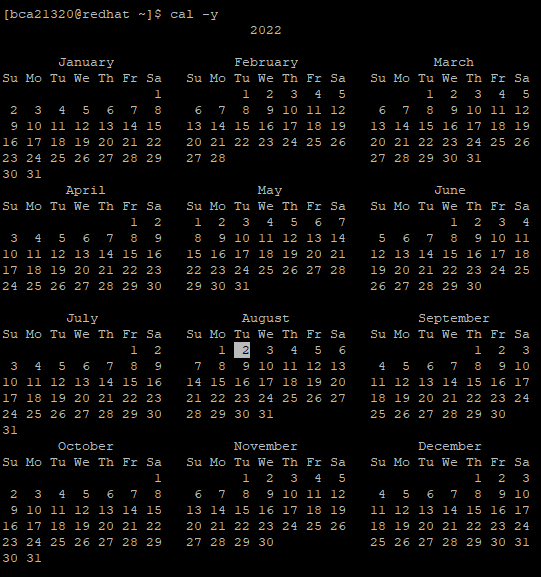 [bca21320@redhat ~]$ cal -y
                               2022

       January               February                 March
Su Mo Tu We Th Fr Sa   Su Mo Tu We Th Fr Sa   Su Mo Tu We Th Fr Sa
                   1          1  2  3  4  5          1  2  3  4  5
 2  3  4  5  6  7  8    6  7  8  9 10 11 12    6  7  8  9 10 11 12
 9 10 11 12 13 14 15   13 14 15 16 17 18 19   13 14 15 16 17 18 19
16 17 18 19 20 21 22   20 21 22 23 24 25 26   20 21 22 23 24 25 26
23 24 25 26 27 28 29   27 28                  27 28 29 30 31
30 31
        April                   May                   June
Su Mo Tu We Th Fr Sa   Su Mo Tu We Th Fr Sa   Su Mo Tu We Th Fr Sa
                1  2    1  2  3  4  5  6  7             1  2  3  4
 3  4  5  6  7  8  9    8  9 10 11 12 13 14    5  6  7  8  9 10 11
10 11 12 13 14 15 16   15 16 17 18 19 20 21   12 13 14 15 16 17 18
17 18 19 20 21 22 23   22 23 24 25 26 27 28   19 20 21 22 23 24 25
24 25 26 27 28 29 30   29 30 31               26 27 28 29 30

        July                  August                September
Su Mo Tu We Th Fr Sa   Su Mo Tu We Th Fr Sa   Su Mo Tu We Th Fr Sa
                1  2       1  2  3  4  5  6                1  2  3
 3  4  5  6  7  8  9    7  8  9 10 11 12 13    4  5  6  7  8  9 10
10 11 12 13 14 15 16   14 15 16 17 18 19 20   11 12 13 14 15 16 17
17 18 19 20 21 22 23   21 22 23 24 25 26 27   18 19 20 21 22 23 24
24 25 26 27 28 29 30   28 29 30 31            25 26 27 28 29 30
31
       October               November               December
Su Mo Tu We Th Fr Sa   Su Mo Tu We Th Fr Sa   Su Mo Tu We Th Fr Sa
                   1          1  2  3  4  5                1  2  3
 2  3  4  5  6  7  8    6  7  8  9 10 11 12    4  5  6  7  8  9 10
 9 10 11 12 13 14 15   13 14 15 16 17 18 19   11 12 13 14 15 16 17
16 17 18 19 20 21 22   20 21 22 23 24 25 26   18 19 20 21 22 23 24
23 24 25 26 27 28 29   27 28 29 30            25 26 27 28 29 30 31
30 31